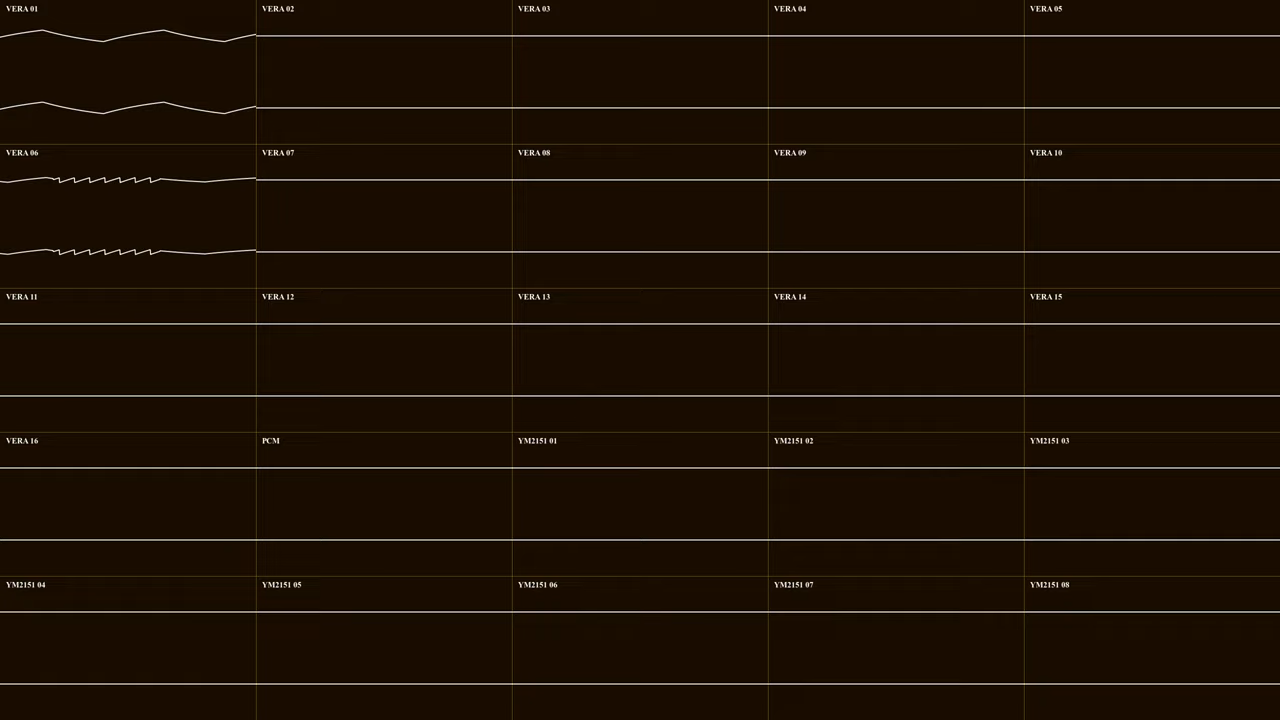 VERA 01
VERA 02
VERA 03
VERA 04
VERA 05
VERA 06
VERA 07
VERA 08
VERA 09
VERA 10
VERA 11
VERA 12
VERA 13
VERA 14
VERA 15
VERA 16
PCM
YM2151 01
YM2151 02
YM2151 03
YM2151 04
YM2151 05
YM2151 06
YM2151 07
YM2151 08